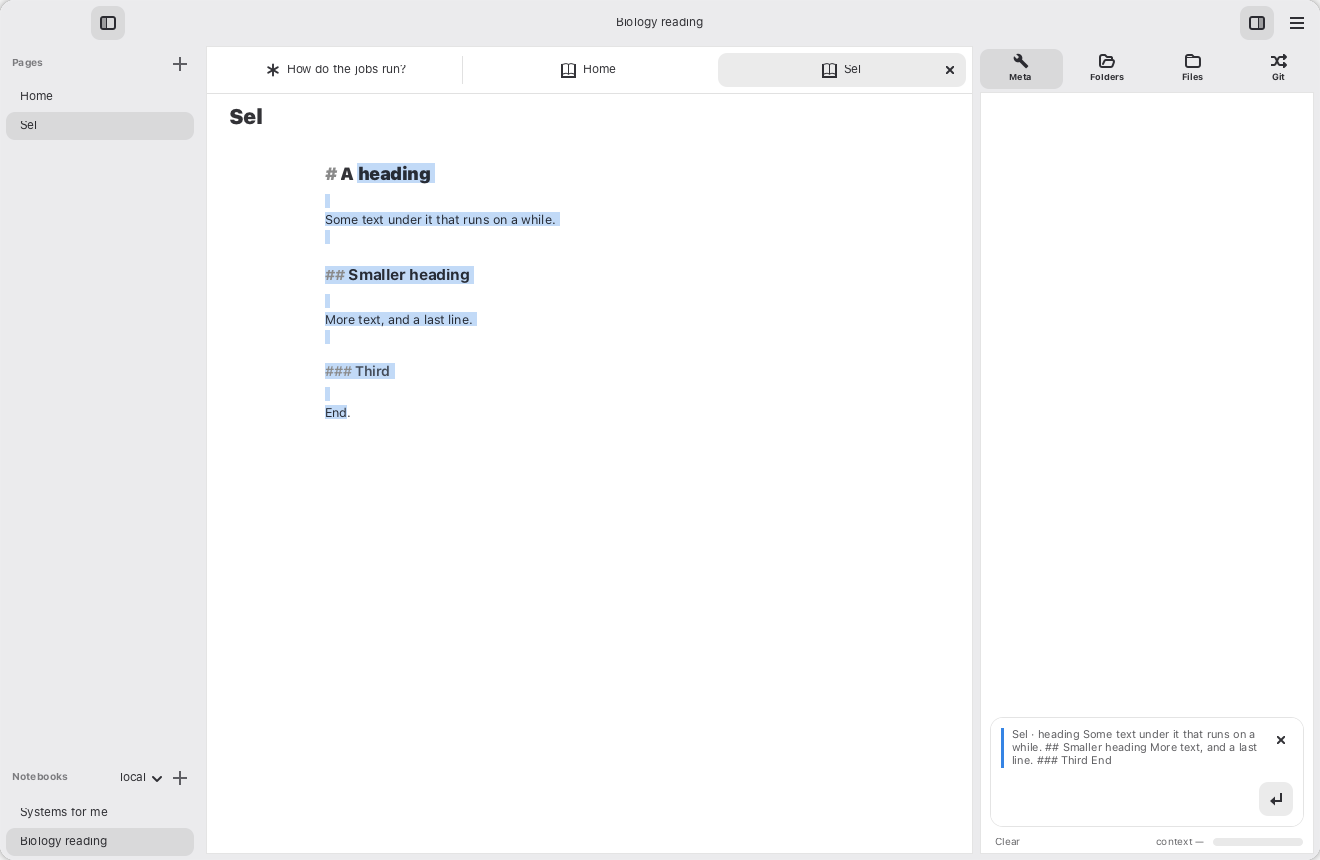 Biology reading
Pages
Home
Sel
How do the jobs run?
Home
Sel
Meta
Folders
Files
Git
Sel
# A heading
Some text under it that runs on a while.
## Smaller heading
More text, and a last line.
### Third
End.
Sel · heading Some text under it that runs on a
while. ## Smaller heading More text, and a last
line. ### Third End
Clear
context —
Notebooks
local
Systems for me
Biology reading